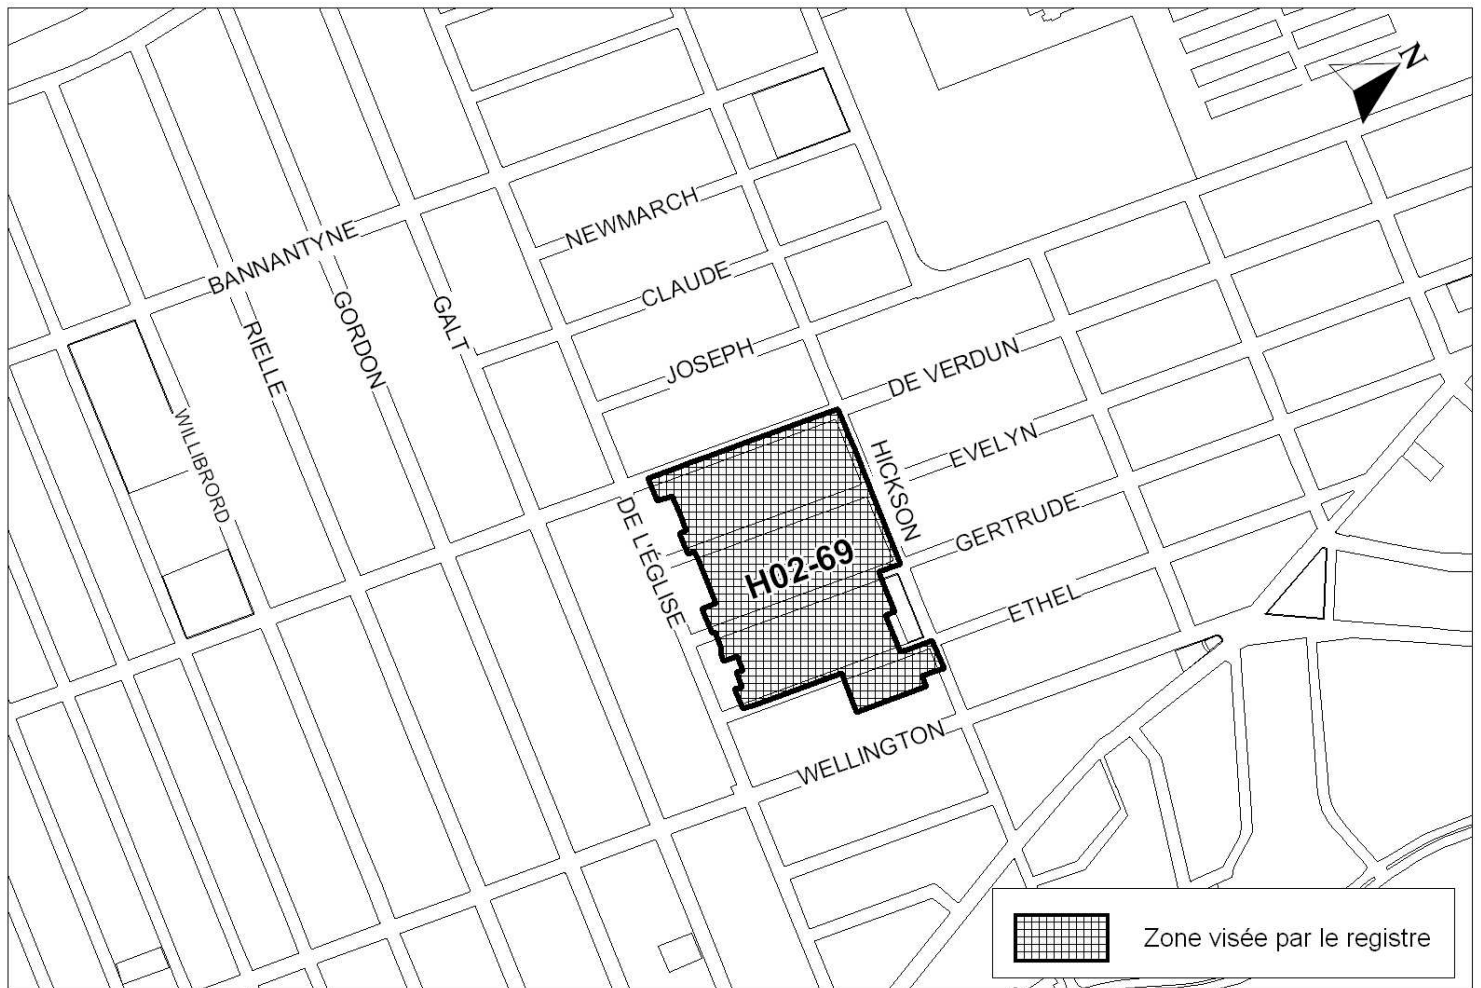 N
NEWMARCH
BANNANTYNE
CLAUDE
GALT
GORDON
RIELLE
JOSEPH
DE VERDUN
WILLIBRORD
HICKSON
EVELYN
GERTRUDE
DE L'ÉGLISE
H02-69
ETHEL
WELLINGTON
Zone visée par le registre